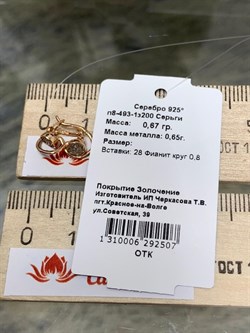 Серебро 925°
п8-493-1з200 Серьги
Масса: 0,67 гр.
Масса металла: 0,65г.
Размер:
Вставки: 28 Фианит круг 0.8
Покрытие Золочение
Изготовитель ИП Черкасова Т.В.
пгт.Красное-на-Волге
ул.Советская, 39
1 310006 292507
ОТК